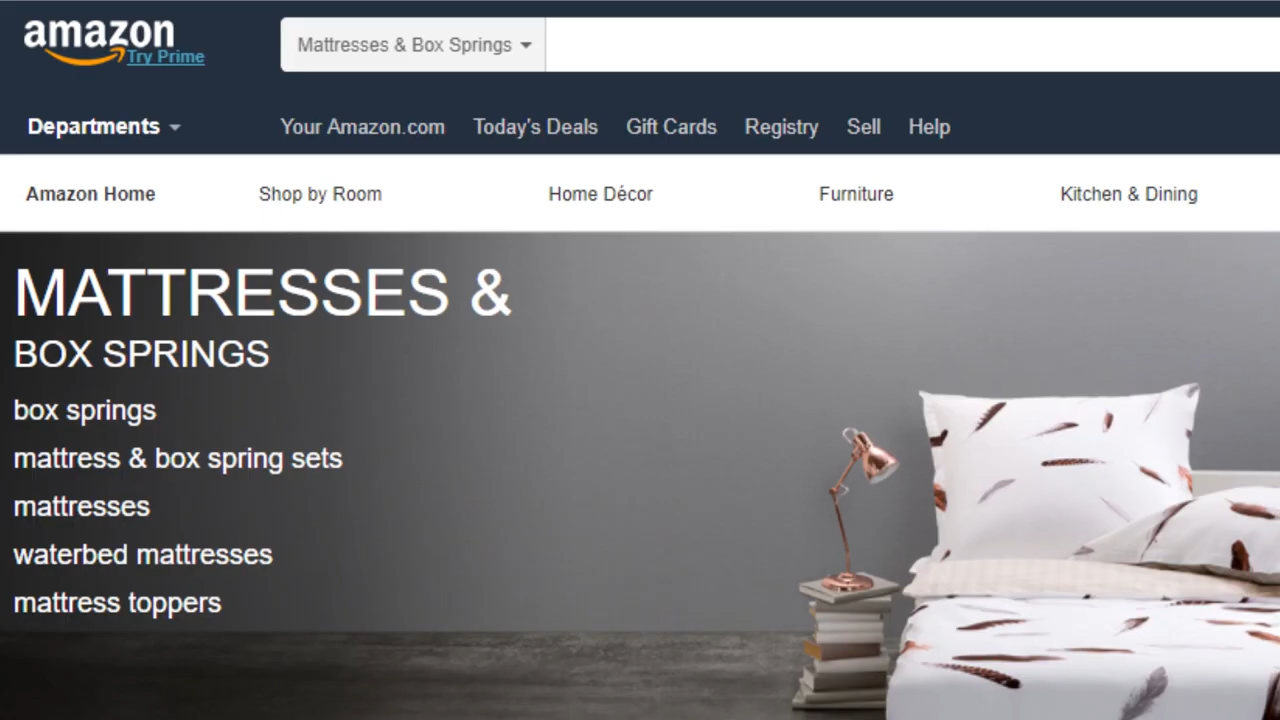 amazon
Try Prime
Mattresses & Box Springs
Departments
Your Amazon.com Today's Deals Gift Cards Registry Sell Help
Amazon Home Shop by Room Home Décor Furniture Kitchen & Dining
MATTRESSES &
BOX SPRINGS
box springs
mattress & box spring sets
mattresses
waterbed mattresses
mattress toppers